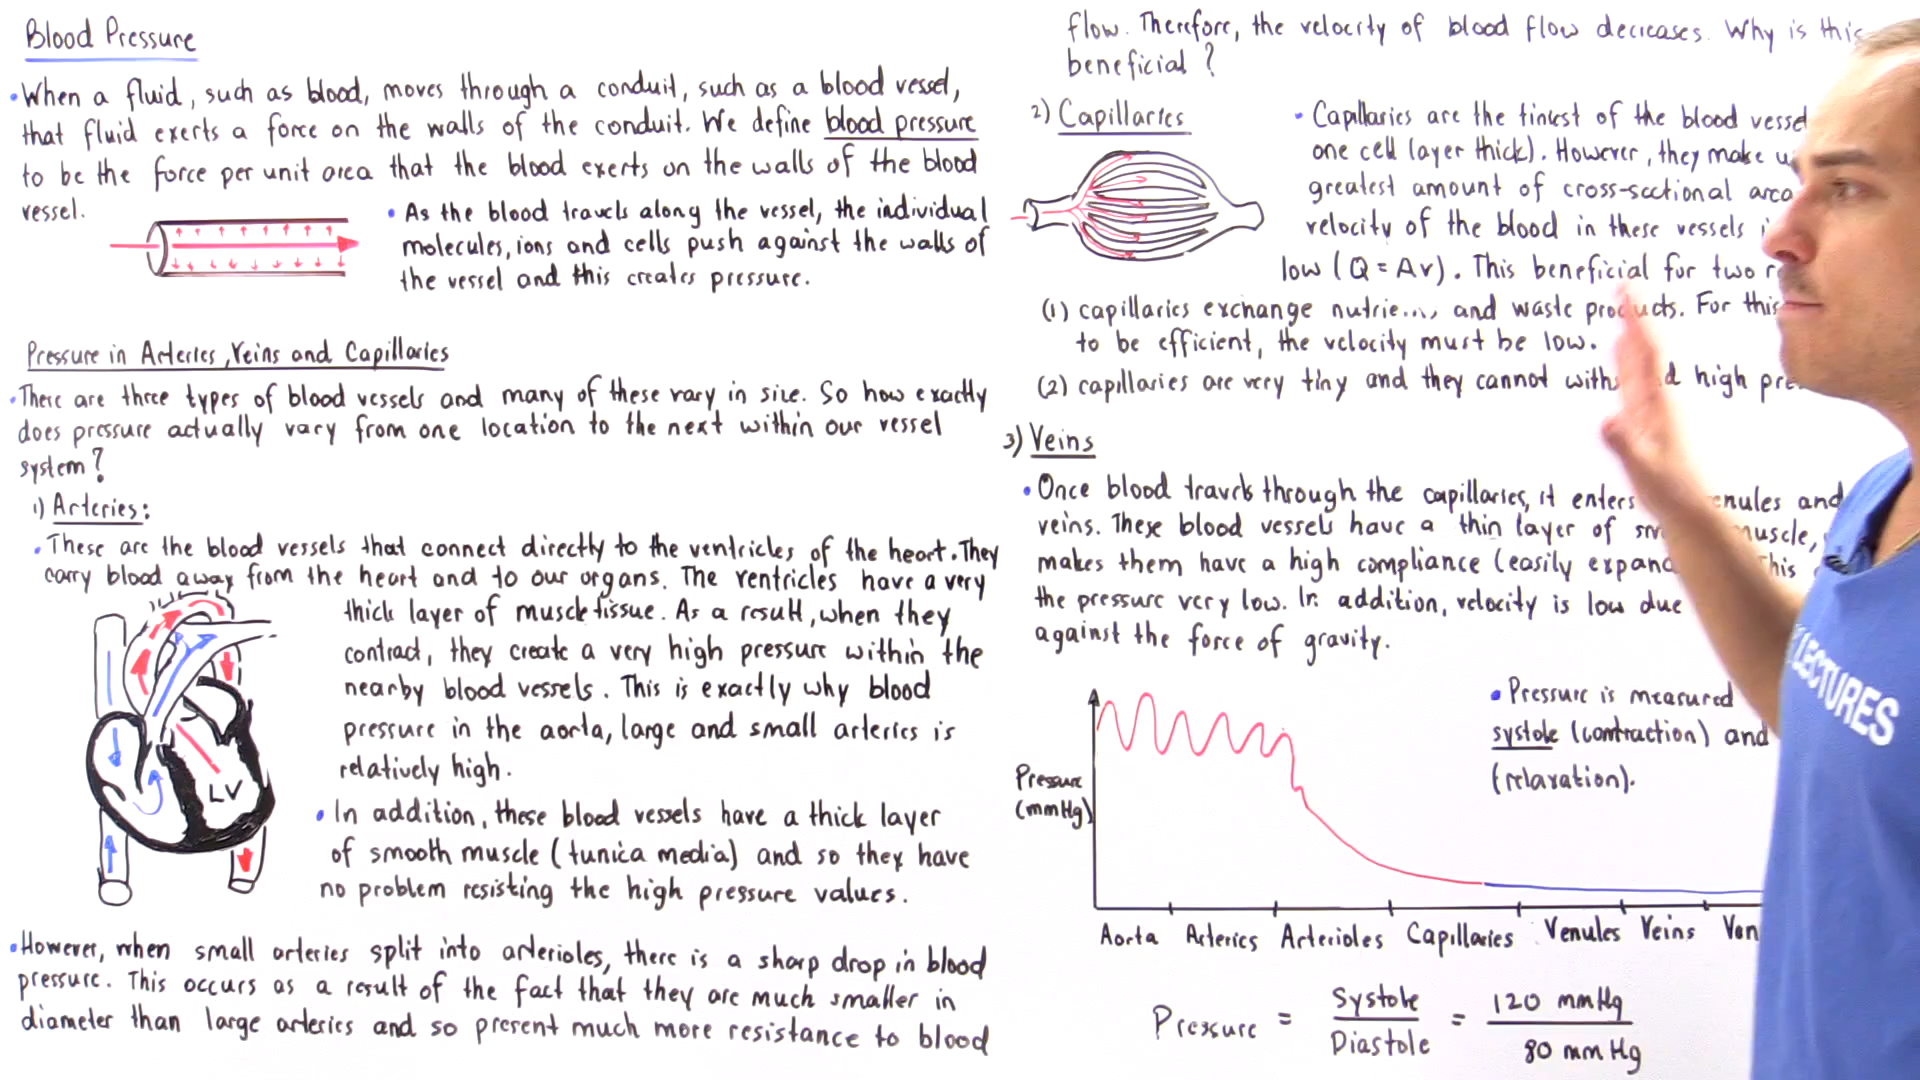 Blood Pressure
• When a fluid, such as blood, moves through a conduit, such as a blood vessel,
that fluid exerts a force on the walls of the conduit. We define blood pressure
to be the force per unit area that the blood exerts on the walls of the blood
vessel.
• As the blood travels along the vessel, the individual
molecules, ions and cells push against the walls of
the vessel and this creates pressure.
Pressure in Arteries, Veins and Capillaries
• There are three types of blood vessels and many of these vary in size. So how exactly
does pressure actually vary from one location to the next within our vessel
system?
1) Arteries:
• These are the blood vessels that connect directly to the ventricles of the heart. They
carry blood away from the heart and to our organs. The ventricles have a very
thick layer of muscle tissue. As a result, when they
contract, they create a very high pressure within the
nearby blood vessels. This is exactly why blood
pressure in the aorta, large and small arteries is
relatively high.
LV
• In addition, these blood vessels have a thick layer
of smooth muscle (tunica media) and so they have
no problem resisting the high pressure values.
• However, when small arteries split into arterioles, there is a sharp drop in blood
pressure. This occurs as a result of the fact that they are much smaller in
diameter than large arteries and so present much more resistance to blood
flow. Therefore, the velocity of blood flow decreases. Why is this
beneficial?
2) Capillaries
• Capillaries are the tiniest of the blood vessel
one cell layer thick). However, they make u
greatest amount of cross-sectional area
velocity of the blood in these vessels i
low (Q = Av). This beneficial for two r
(1) capillaries exchange nutrie... and waste products. For this
to be efficient, the velocity must be low.
(2) capillaries are very tiny and they cannot with d high pre
3) Veins
• Once blood travels through the capillaries, it enters nules and
veins. These blood vessels have a thin layer of sm muscle,
makes them have a high compliance (easily expand This
the pressure very low. In addition, velocity is low due
against the force of gravity.
• Pressure is measured
systole (contraction) and
(relaxation).
Pressure
(mmHg)
Aorta Arteries Arterioles Capillaries Venules Veins Ven
Pressure = Systole / Diastole = 120 mmHg / 80 mmHg
LECTURES